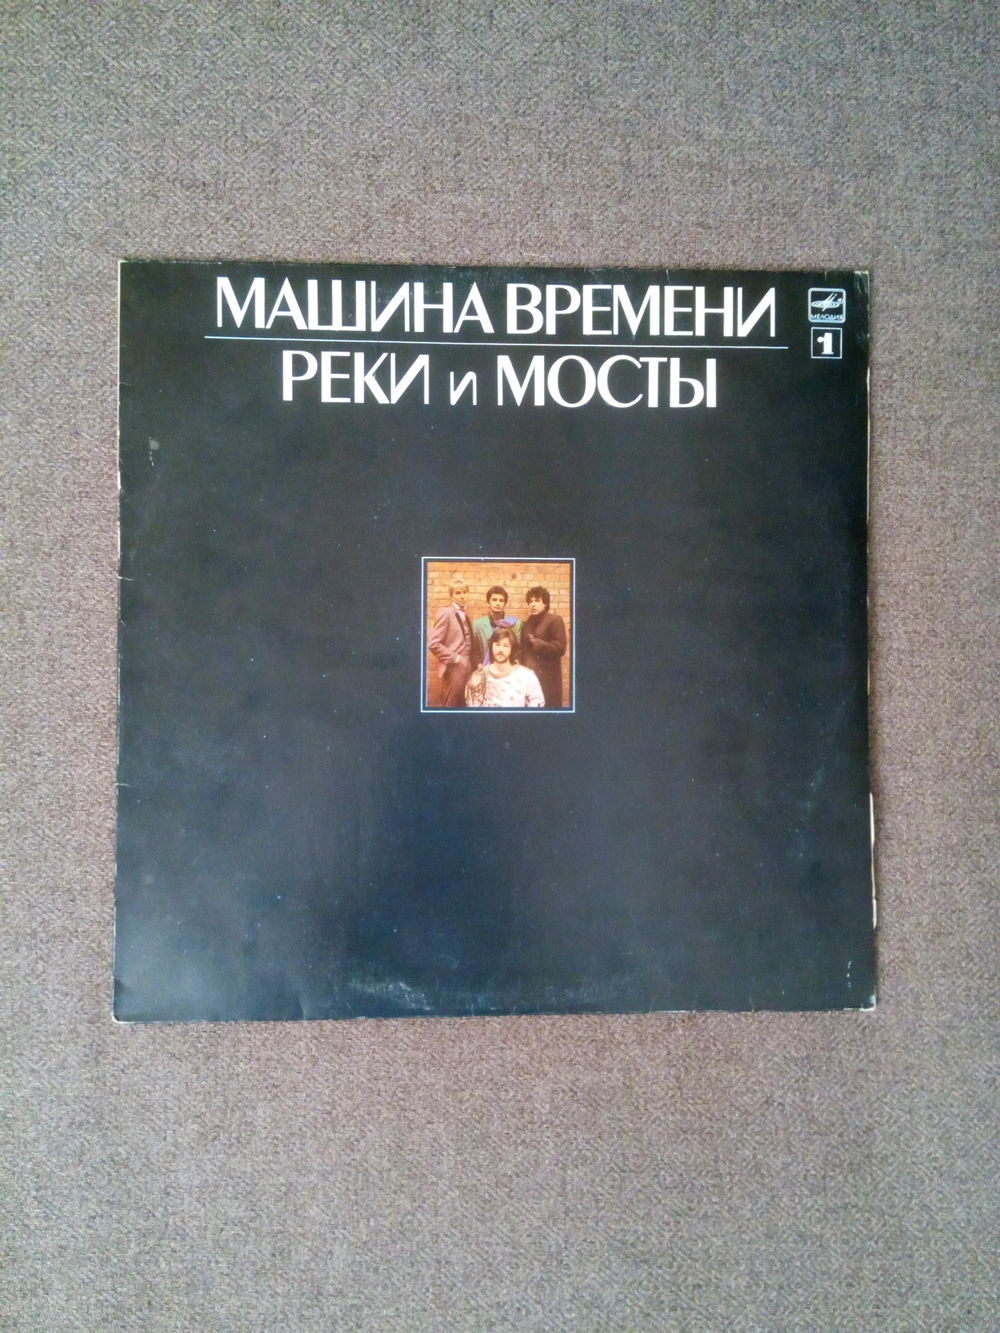 МАШИНА ВРЕМЕНИ
РЕКИ и МОСТЫ
МЕЛОДИЯ
1